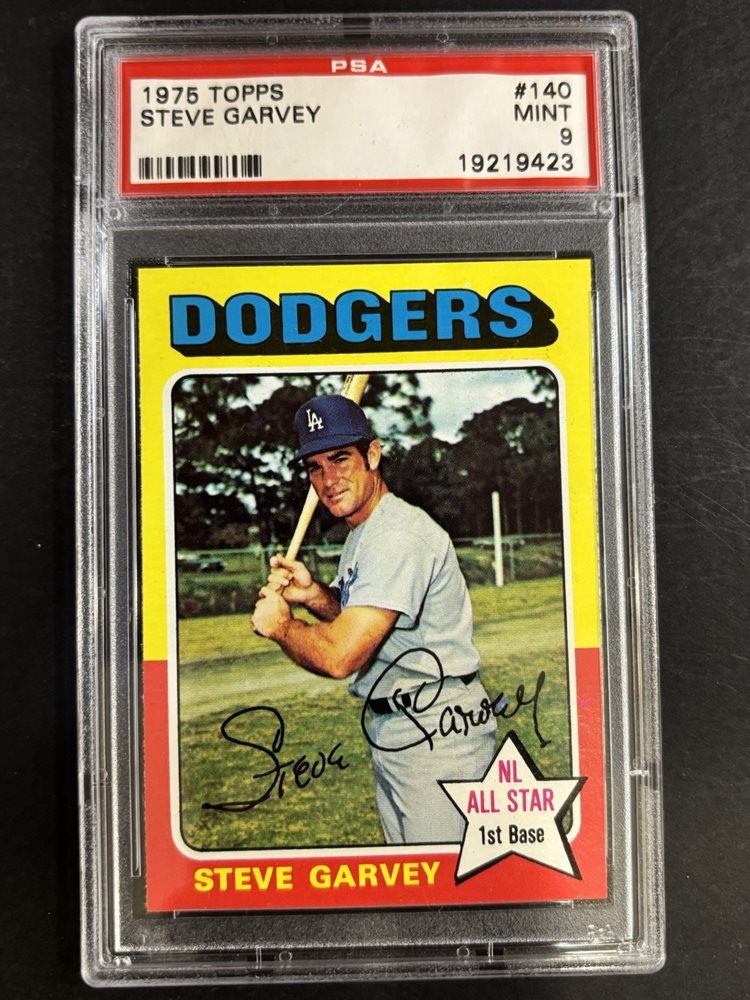 PSA
1975 TOPPS #140
STEVE GARVEY MINT
9
19219423
DODGERS
LA
Steve Garvey
NL
ALL STAR
1st Base
STEVE GARVEY